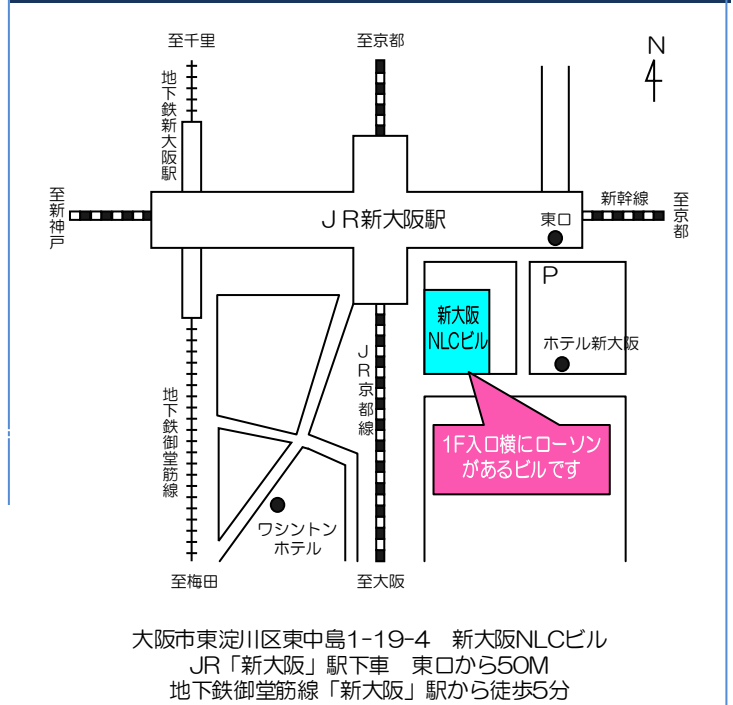 至千里
至京都
N
地下鉄新大阪駅
至新神戸
JR新大阪駅
東口
新幹線
至京都
P
新大阪
NLCビル
ホテル新大阪
JR京都線
地下鉄御堂筋線
1F入口横にローソン
があるビルです
ワシントン
ホテル
至梅田
至大阪
大阪市東淀川区東中島1-19-4　新大阪NLCビル
JR「新大阪」駅下車　東口から50M
地下鉄御堂筋線「新大阪」駅から徒歩5分